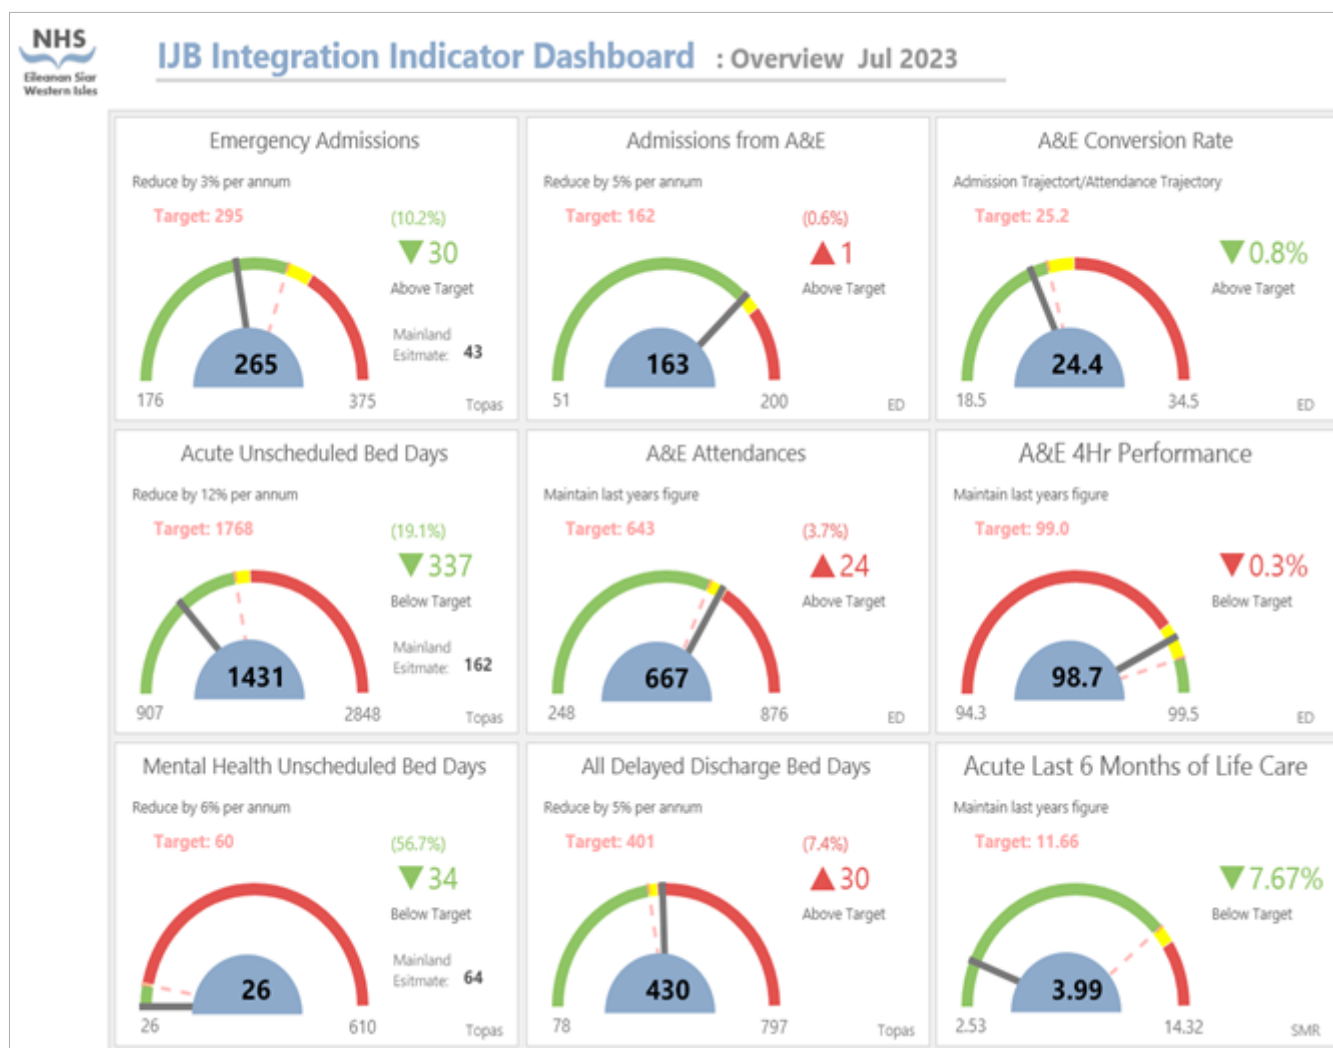 NHS
Eileanan Siar
Western Isles
IJB Integration Indicator Dashboard : Overview Jul 2023
Emergency Admissions
Reduce by 3% per annum
Target: 295
(10.2%)
▼30
Above Target
Mainland
Esitmate: 43
265
176
375
Topas
Admissions from A&E
Reduce by 5% per annum
Target: 162
(0.6%)
▲1
Above Target
163
51
200
ED
A&E Conversion Rate
Admission Trajectort/Attendance Trajectory
Target: 25.2
▼0.8%
Above Target
24.4
18.5
34.5
ED
Acute Unscheduled Bed Days
Reduce by 12% per annum
Target: 1768
(19.1%)
▼337
Below Target
Mainland
Esitmate: 162
1431
907
2848
Topas
A&E Attendances
Maintain last years figure
Target: 643
(3.7%)
▲24
Above Target
667
248
876
ED
A&E 4Hr Performance
Maintain last years figure
Target: 99.0
▼0.3%
Below Target
98.7
94.3
99.5
ED
Mental Health Unscheduled Bed Days
Reduce by 6% per annum
Target: 60
(56.7%)
▼34
Below Target
Mainland
Esitmate: 64
26
26
610
Topas
All Delayed Discharge Bed Days
Reduce by 5% per annum
Target: 401
(7.4%)
▲30
Above Target
430
78
797
Topas
Acute Last 6 Months of Life Care
Maintain last years figure
Target: 11.66
▼7.67%
Below Target
3.99
2.53
14.32
SMR